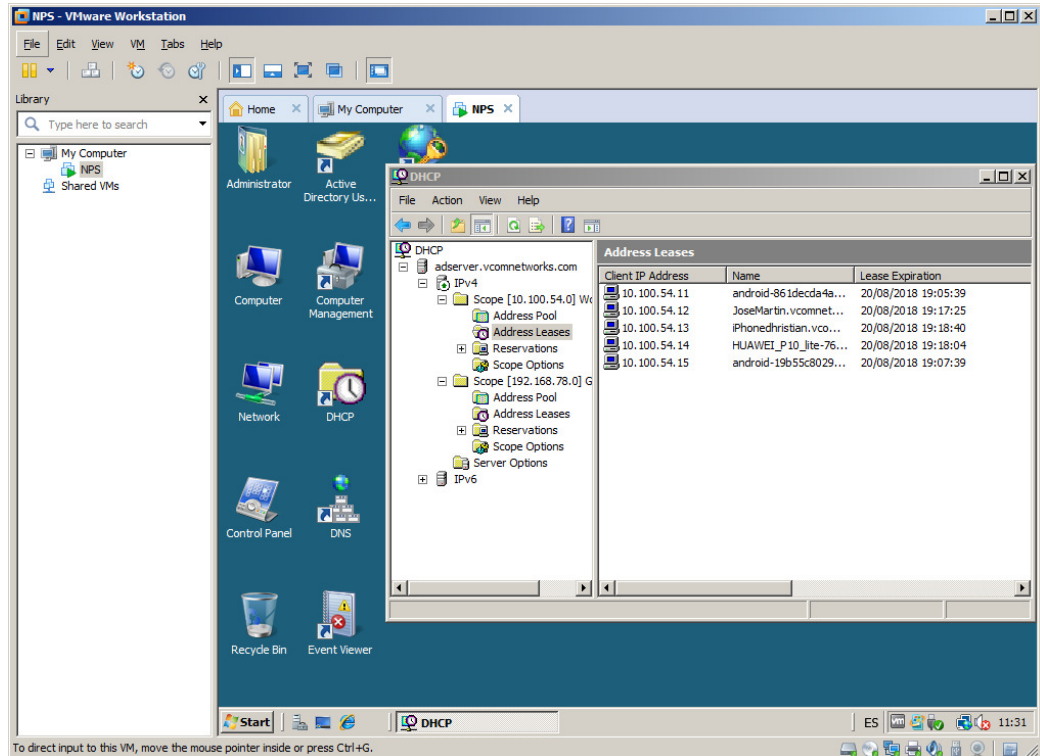 NPS - VMware Workstation
File Edit View VM Tabs Help
Library
Type here to search
My Computer
NPS
Shared VMs
Home
My Computer
NPS
Administrator
Active
Directory Us...
Computer
Computer
Management
Network
DHCP
Control Panel
DNS
Recycle Bin
Event Viewer
DHCP
File Action View Help
DHCP
adserver.vcomnetworks.com
IPv4
Scope [10.100.54.0] Wo
Address Pool
Address Leases
Reservations
Scope Options
Scope [192.168.78.0] G
Address Pool
Address Leases
Reservations
Scope Options
Server Options
IPv6
Address Leases
Client IP Address Name Lease Expiration
10.100.54.11 android-861decda4a... 20/08/2018 19:05:39
10.100.54.12 JoseMartin.vcomnet... 20/08/2018 19:17:25
10.100.54.13 iPhonedhristian.vco... 20/08/2018 19:18:40
10.100.54.14 HUAWEI_P10_lite-76... 20/08/2018 19:18:04
10.100.54.15 android-19b55c8029... 20/08/2018 19:07:39
Start
DHCP
ES
11:31
To direct input to this VM, move the mouse pointer inside or press Ctrl+G.